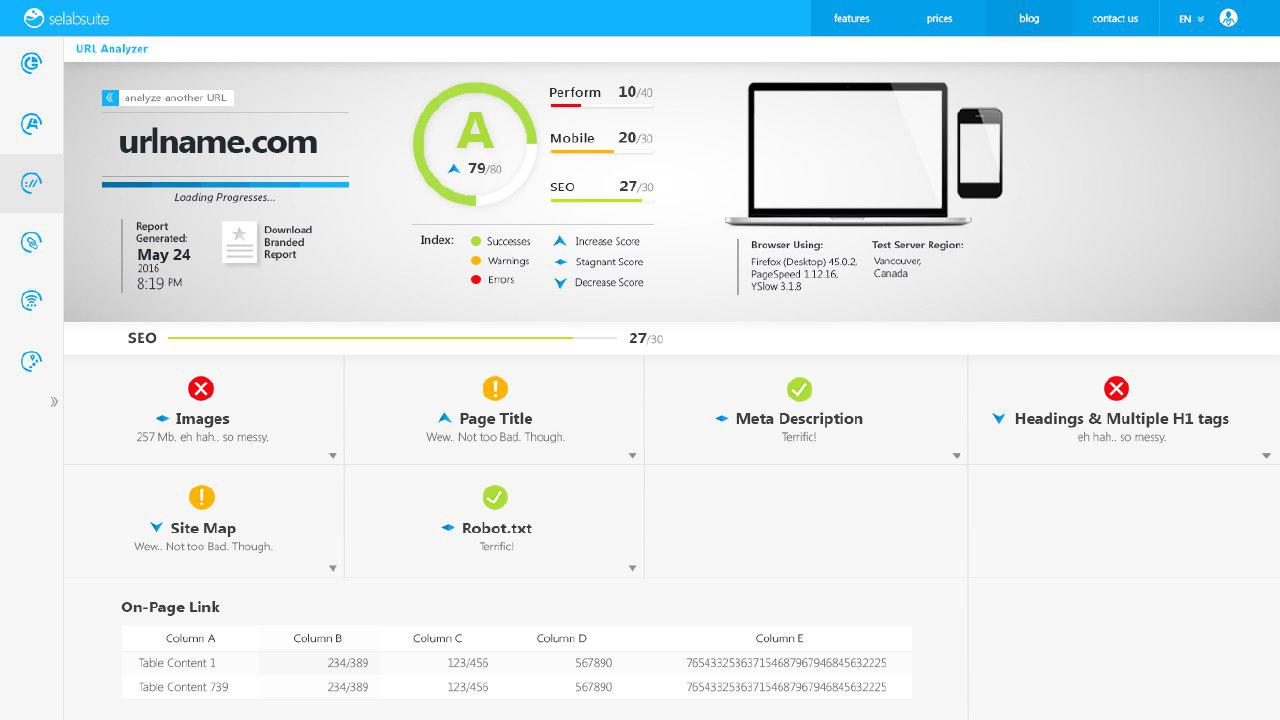 selabsuite
features prices blog contact us EN
URL Analyzer
analyze another URL
urlname.com
Loading Progresses...
Report
Generated:
May 24
2016
8:19 PM
Download
Branded
Report
A
79/80
Perform 10/40
Mobile 20/30
SEO 27/30
Index:
Successes
Warnings
Errors
Increase Score
Stagnant Score
Decrease Score
Browser Using:
Firefox (Desktop) 45.0.2,
PageSpeed 1.12.16,
YSlow 3.1.8
Test Server Region:
Vancouver,
Canada
SEO 27/30
Images
257 Mb. eh hah.. so messy.
Page Title
Wew.. Not too Bad. Though.
Meta Description
Terrific!
Headings & Multiple H1 tags
eh hah.. so messy.
Site Map
Wew.. Not too Bad. Though.
Robot.txt
Terrific!
On-Page Link
Column A Column B Column C Column D Column E
Table Content 1 234/389 123/456 567890 76543325363715468796794684563225
Table Content 739 234/389 123/456 567890 76543325363715468796794684563225